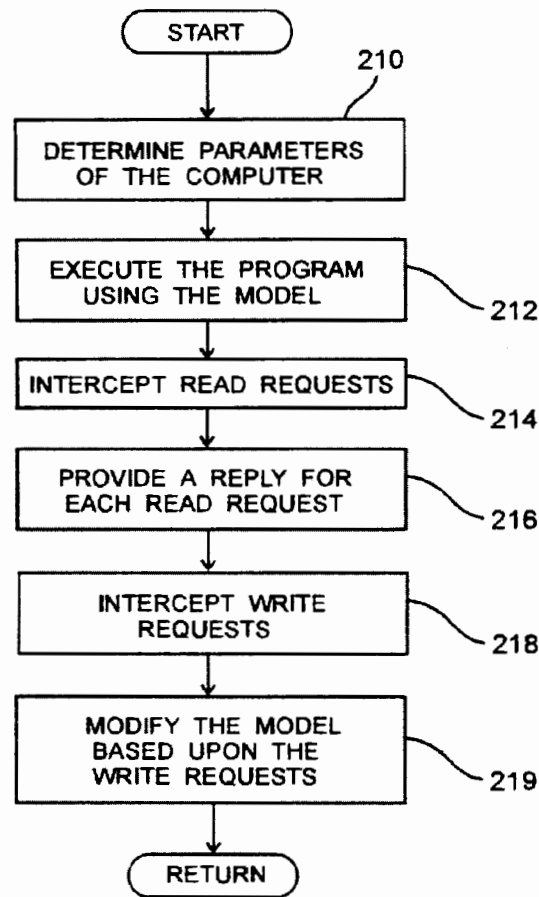 START
210
DETERMINE PARAMETERS
OF THE COMPUTER
EXECUTE THE PROGRAM
USING THE MODEL
212
INTERCEPT READ REQUESTS
214
PROVIDE A REPLY FOR
EACH READ REQUEST
216
INTERCEPT WRITE
REQUESTS
218
MODIFY THE MODEL
BASED UPON THE
WRITE REQUESTS
219
RETURN